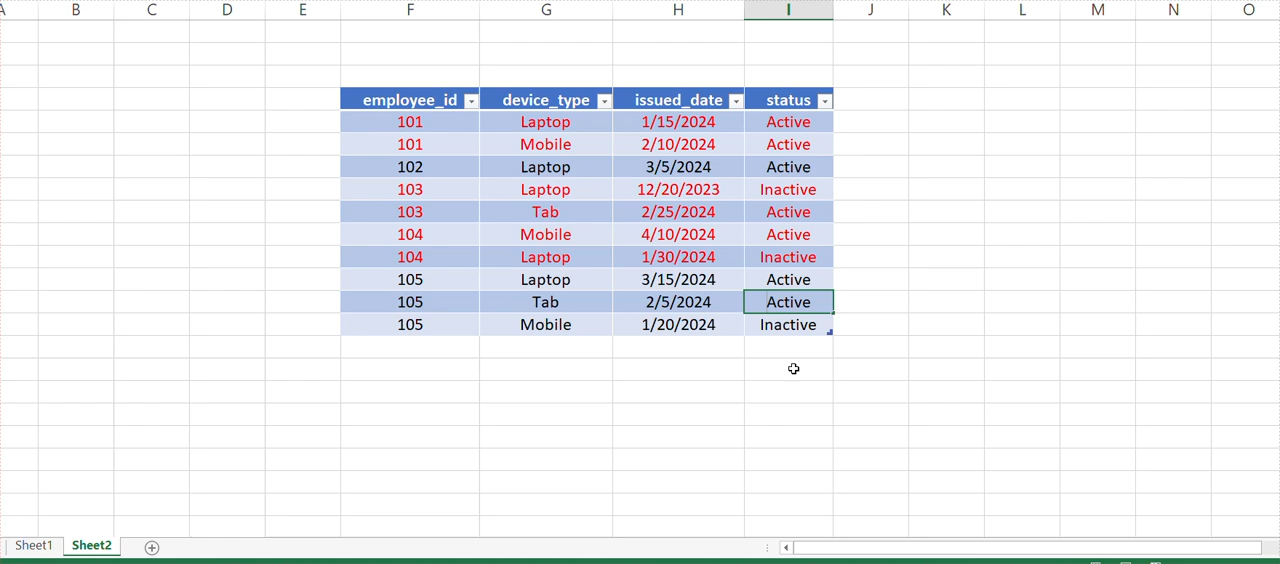 A B C D E F G H I J K L M N O
employee_id device_type issued_date status
101 Laptop 1/15/2024 Active
101 Mobile 2/10/2024 Active
102 Laptop 3/5/2024 Active
103 Laptop 12/20/2023 Inactive
103 Tab 2/25/2024 Active
104 Mobile 4/10/2024 Active
104 Laptop 1/30/2024 Inactive
105 Laptop 3/15/2024 Active
105 Tab 2/5/2024 Active
105 Mobile 1/20/2024 Inactive
Sheet1 Sheet2